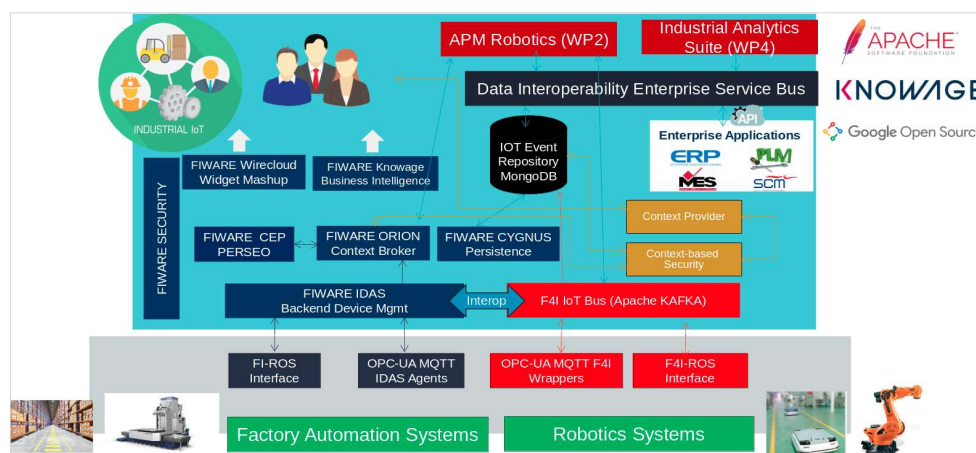 APM Robotics (WP2)
Industrial Analytics
Suite (WP4)
THE
APACHE
SOFTWARE FOUNDATION
Data Interoperability Enterprise Service Bus
KNOWAGE
INDUSTRIAL IoT
API
Google Open Sourc
Enterprise Applications
ERP
PLM
MES
SCM
IOT Event
Repository
MongoDB
FIWARE Wirecloud
Widget Mashup
FIWARE Knowage
Business Intelligence
FIWARE SECURITY
Context Provider
FIWARE CEP
PERSEO
FIWARE ORION
Context Broker
FIWARE CYGNUS
Persistence
Context-based
Security
FIWARE IDAS
Backend Device Mgmt
Interop
F4I IoT Bus (Apache KAFKA)
FI-ROS
Interface
OPC-UA MQTT
IDAS Agents
OPC-UA MQTT F4I
Wrappers
F4I-ROS
Interface
Factory Automation Systems
Robotics Systems